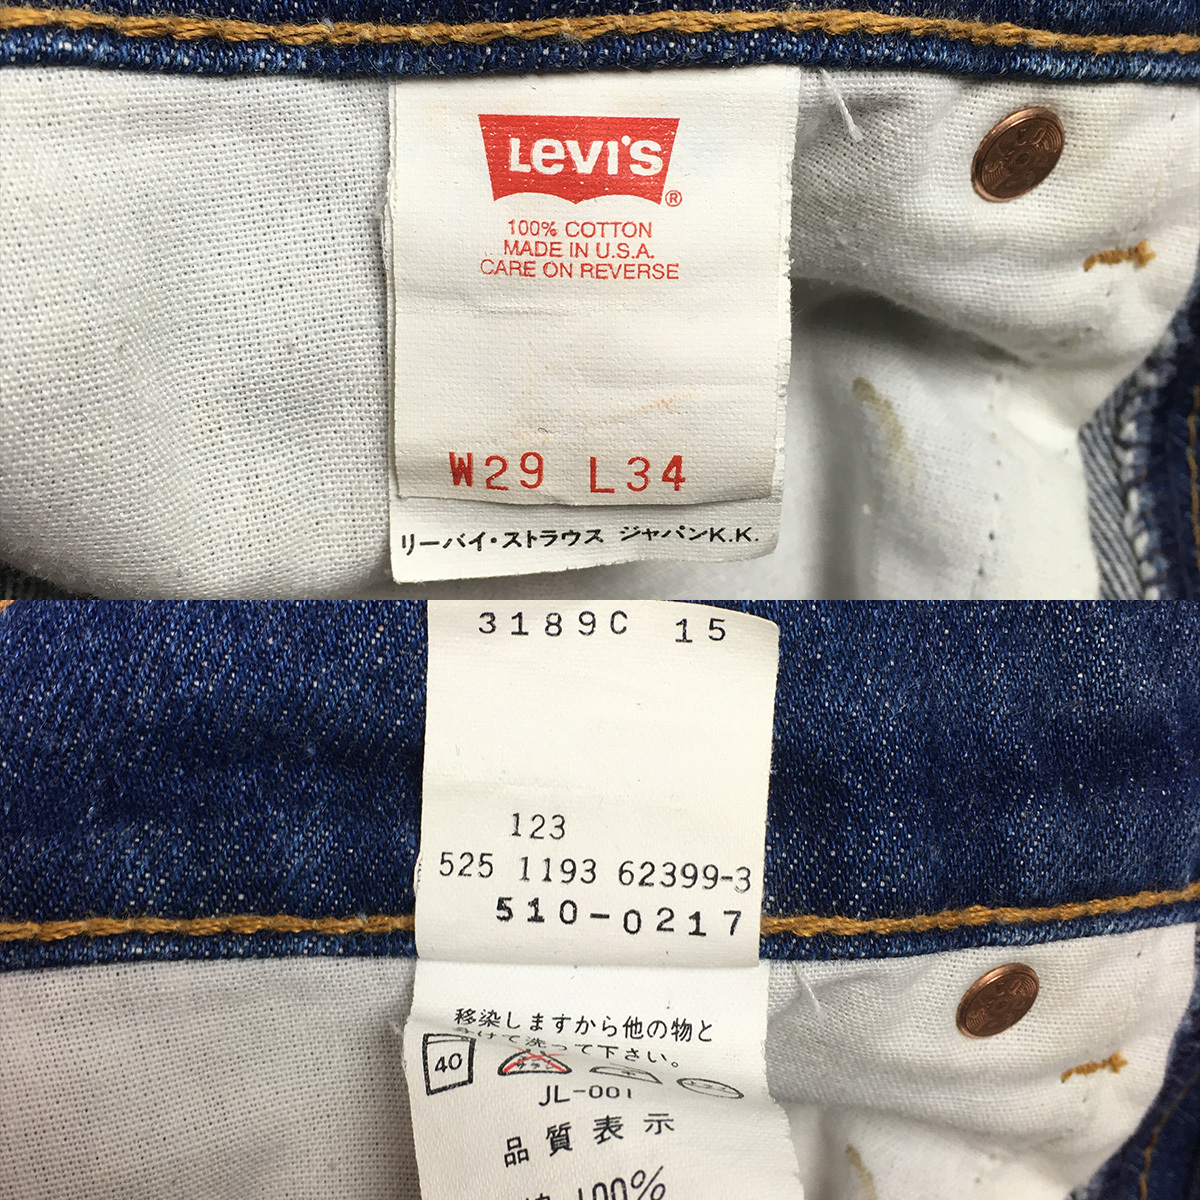 LEVI'S ®
100% COTTON
MADE IN U.S.A.
CARE ON REVERSE
W29 L34
リーバイ・ストラウス ジャパンK.K.
3189C 15
123
525 1193 62399-3
510-0217
移染しますから他の物と
分けて洗って下さい。
40
JL-001
品質表示
綿 100%